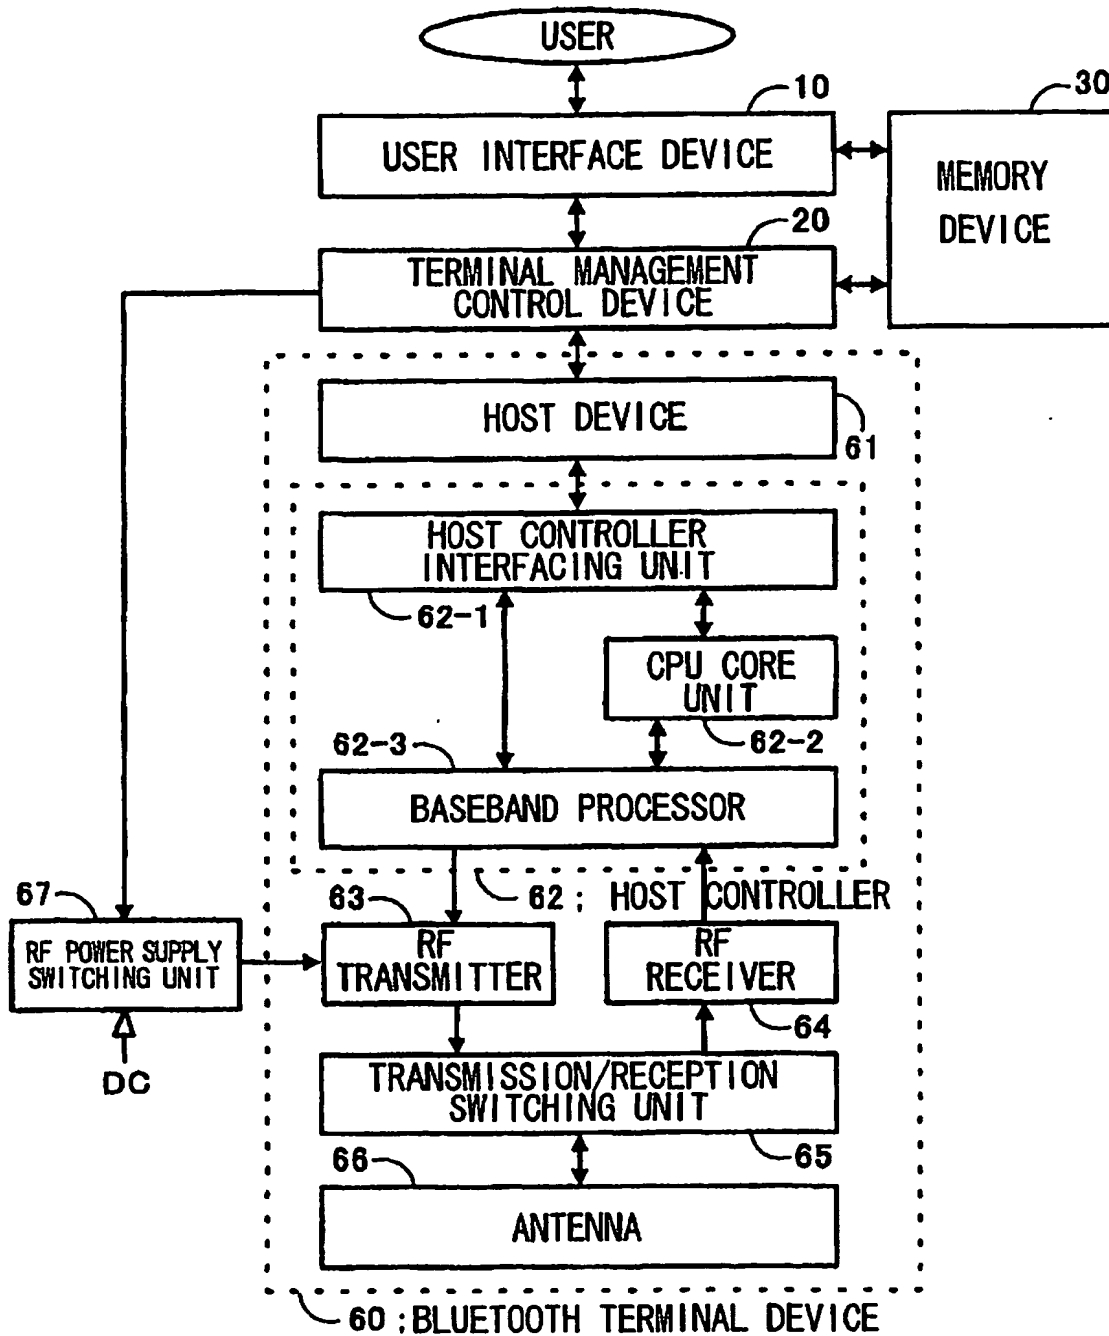 USER
10
30
USER INTERFACE DEVICE
MEMORY
DEVICE
20
TERMINAL MANAGEMENT
CONTROL DEVICE
HOST DEVICE
61
HOST CONTROLLER
INTERFACING UNIT
62-1
CPU CORE
UNIT
62-2
62-3
BASEBAND PROCESSOR
62 ; HOST CONTROLLER
67
63
RF POWER SUPPLY
SWITCHING UNIT
RF
TRANSMITTER
RF
RECEIVER
64
DC
TRANSMISSION/RECEPTION
SWITCHING UNIT
65
66
ANTENNA
60 ; BLUETOOTH TERMINAL DEVICE